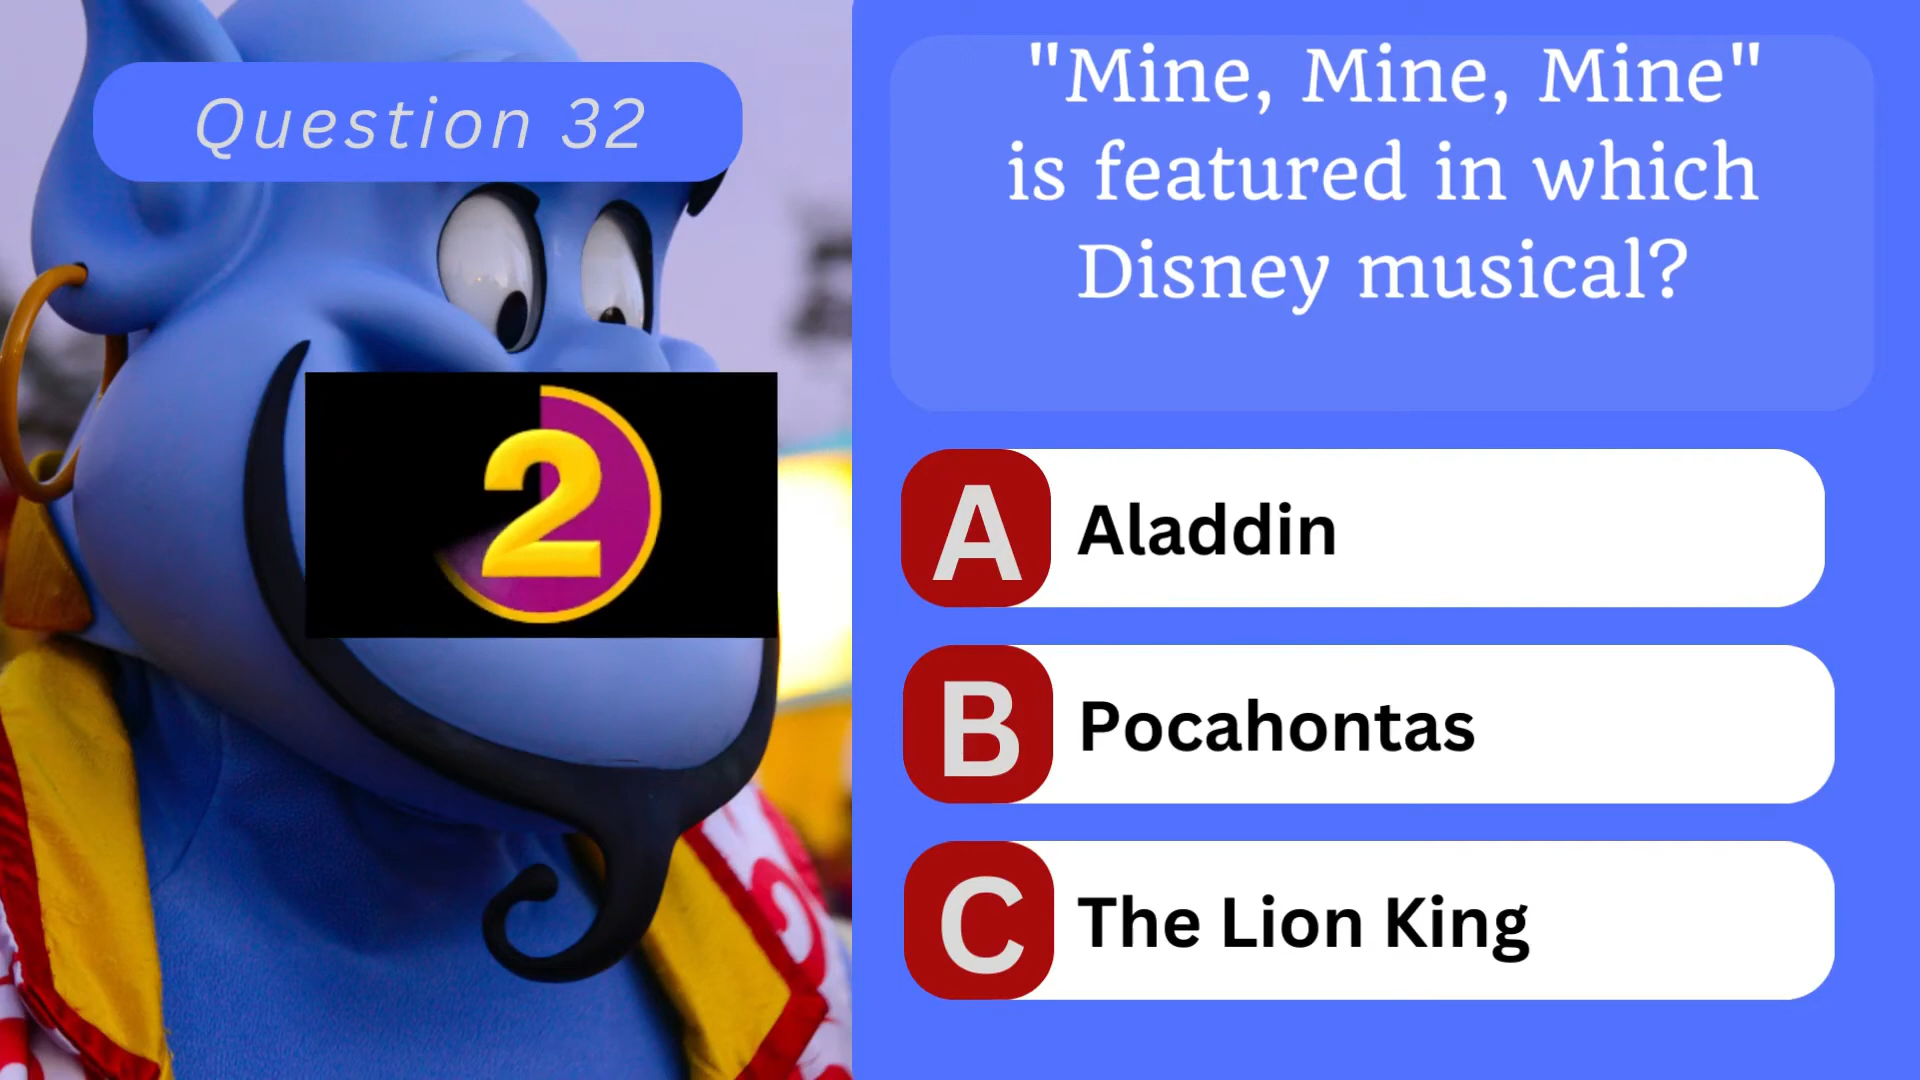 Question 32
"Mine, Mine, Mine"
is featured in which
Disney musical?
2
A Aladdin
B Pocahontas
C The Lion King